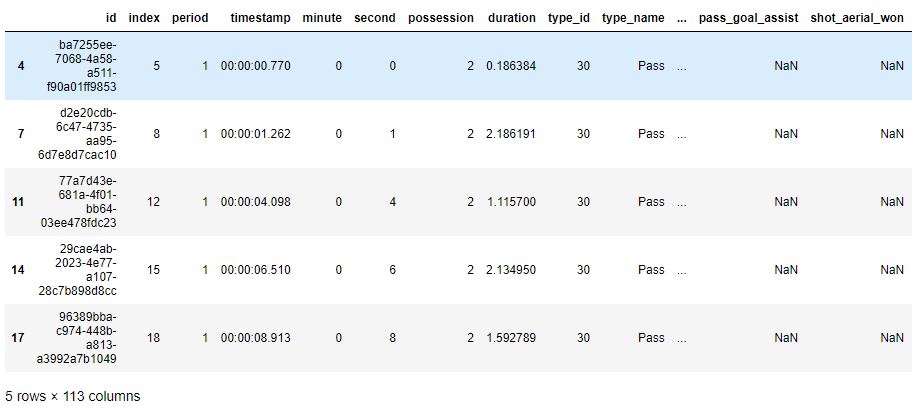 id index period timestamp minute second possession duration type_id type_name ... pass_goal_assist shot_aerial_won
ba7255ee-
7068-4a58-
4 a511- 5 1 00:00:00.770 0 0 2 0.186384 30 Pass ... NaN NaN
f90a01ff9853
d2e20cdb-
6c47-4735-
7 aa95- 8 1 00:00:01.262 0 1 2 2.186191 30 Pass ... NaN NaN
6d7e8d7cac10
77a7d43e-
681a-4f01-
11 bb64- 12 1 00:00:04.098 0 4 2 1.115700 30 Pass ... NaN NaN
03ee478fdc23
29cae4ab-
2023-4e77-
14 a107- 15 1 00:00:06.510 0 6 2 2.134950 30 Pass ... NaN NaN
28c7b898d8cc
96389bba-
c974-448b-
17 a813- 18 1 00:00:08.913 0 8 2 1.592789 30 Pass ... NaN NaN
a3992a7b1049
5 rows × 113 columns